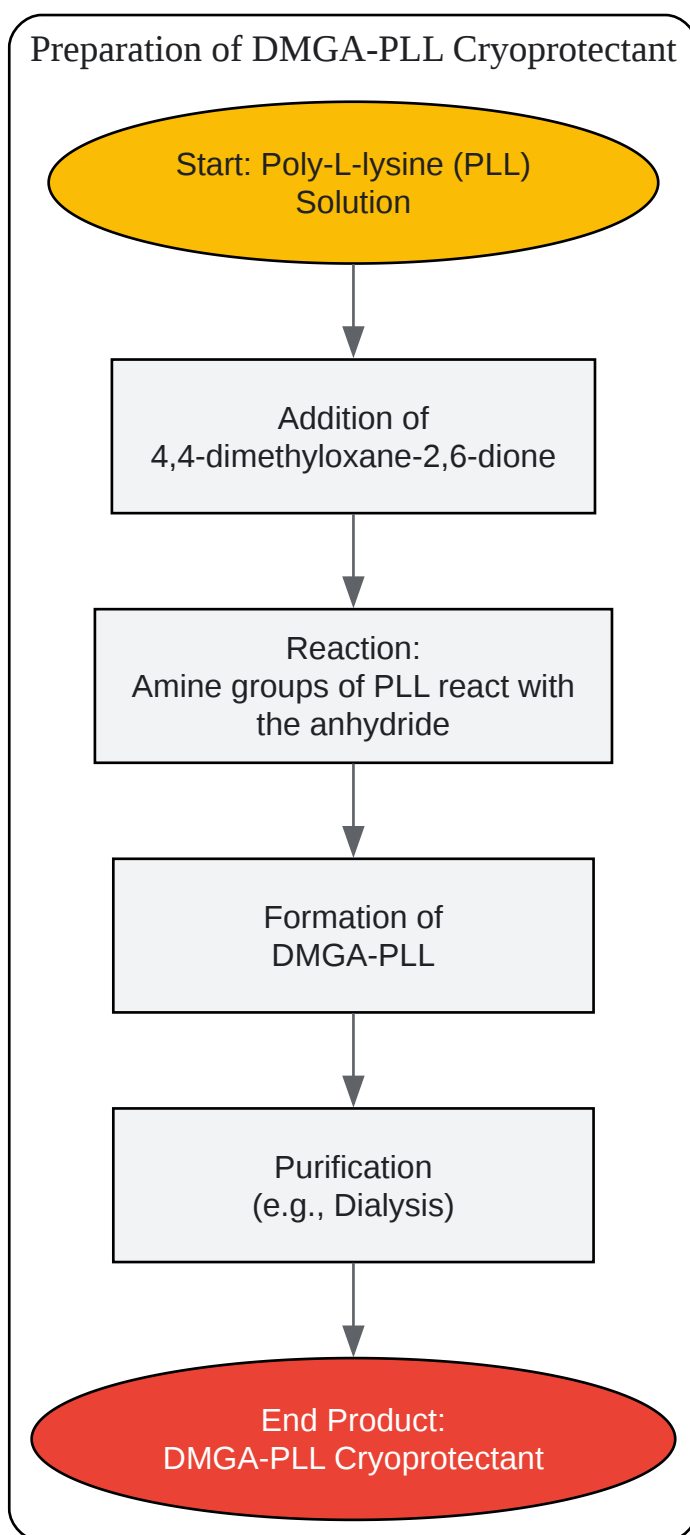 Preparation of DMGA-PLL Cryoprotectant
Start: Poly-L-lysine (PLL)
Solution
Addition of
4,4-dimethyloxane-2,6-dione
Reaction:
Amine groups of PLL react with
the anhydride
Formation of
DMGA-PLL
Purification
(e.g., Dialysis)
End Product:
DMGA-PLL Cryoprotectant